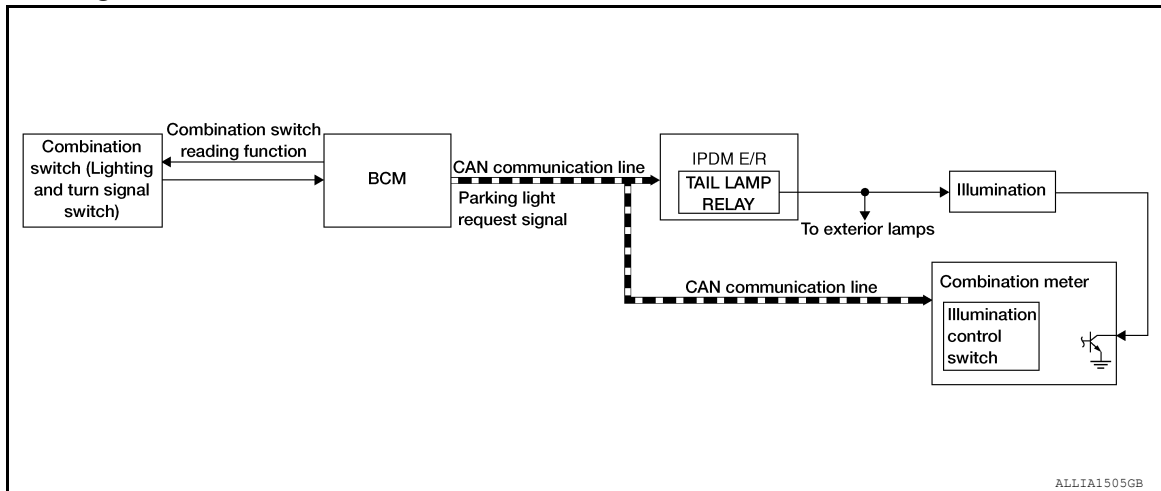 Combination
switch (Lighting
and turn signal
switch)
Combination switch
reading function
BCM
CAN communication line
Parking light
request signal
IPDM E/R
TAIL LAMP
RELAY
To exterior lamps
Illumination
CAN communication line
Combination meter
Illumination
control
switch
ALLIA1505GB